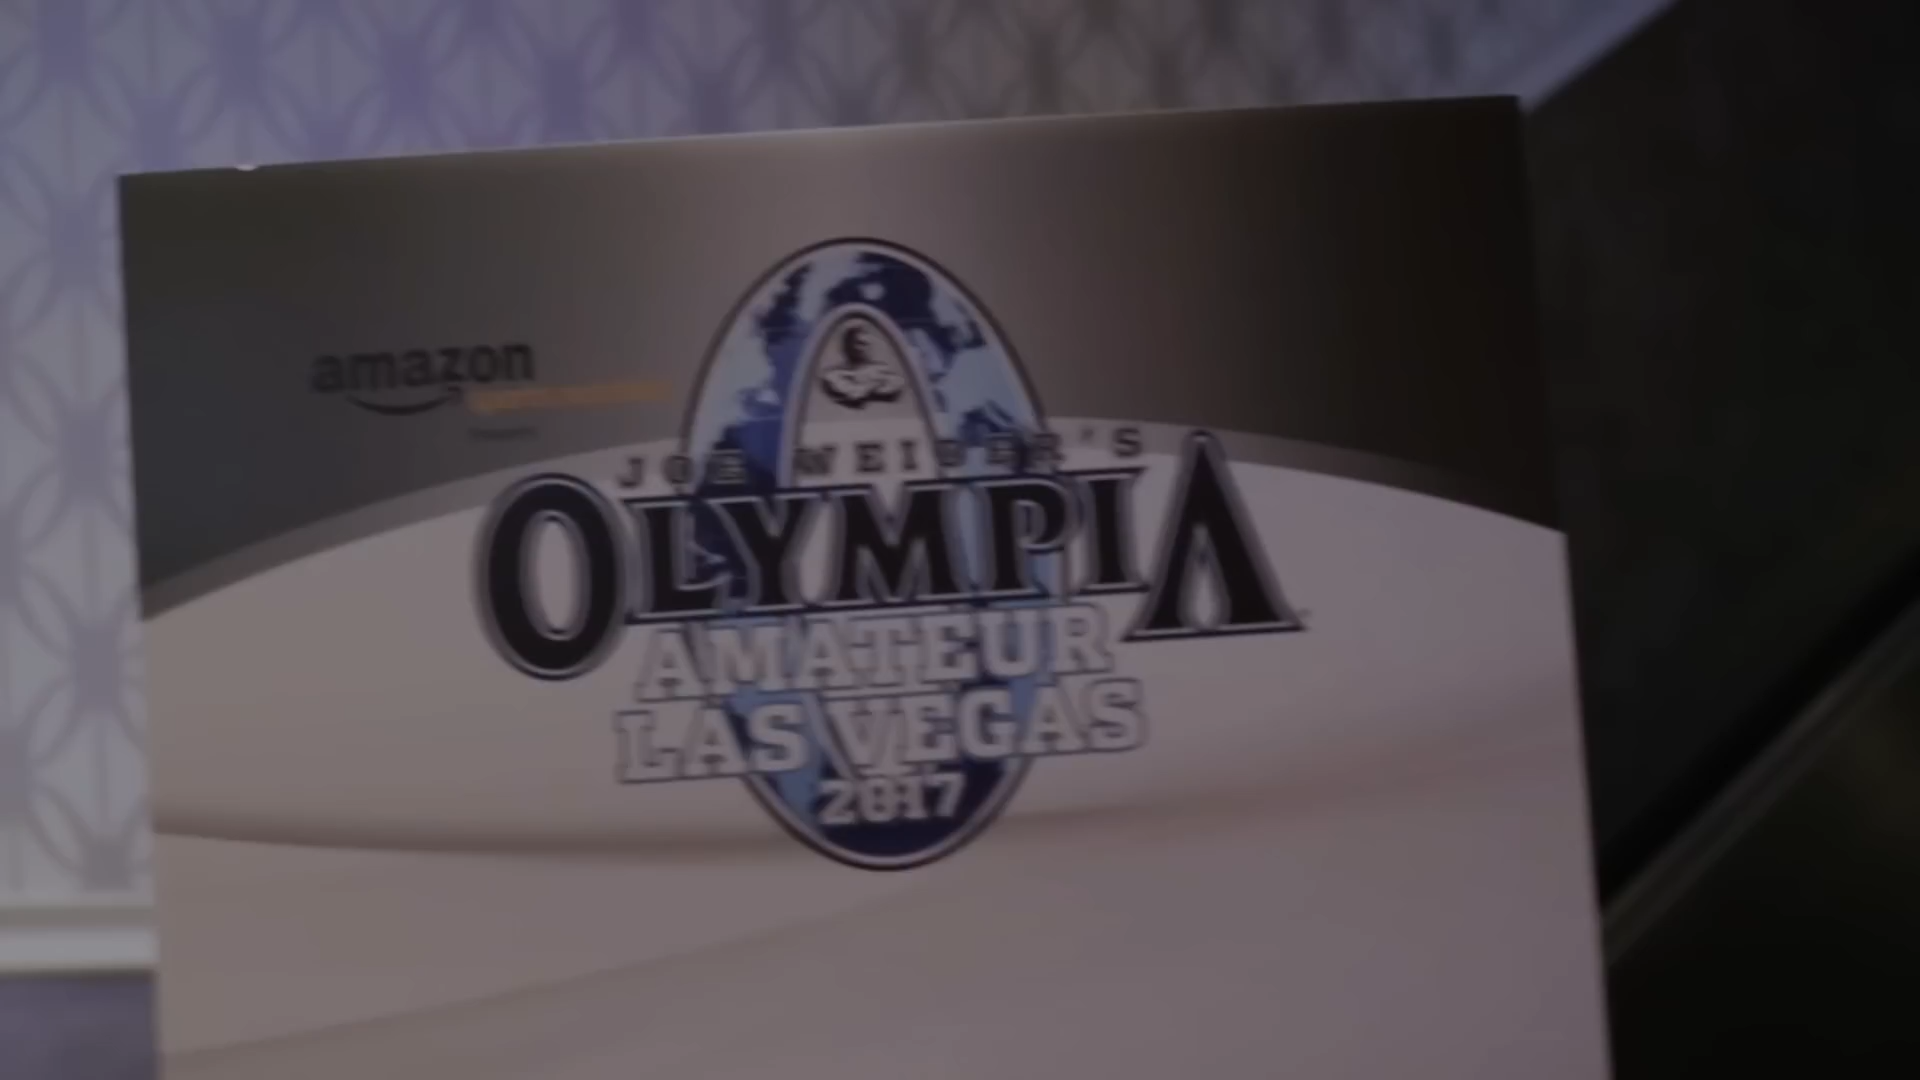 amazon
JOE WEIDER'S
OLYMPIA
AMATEUR
LAS VEGAS
2017